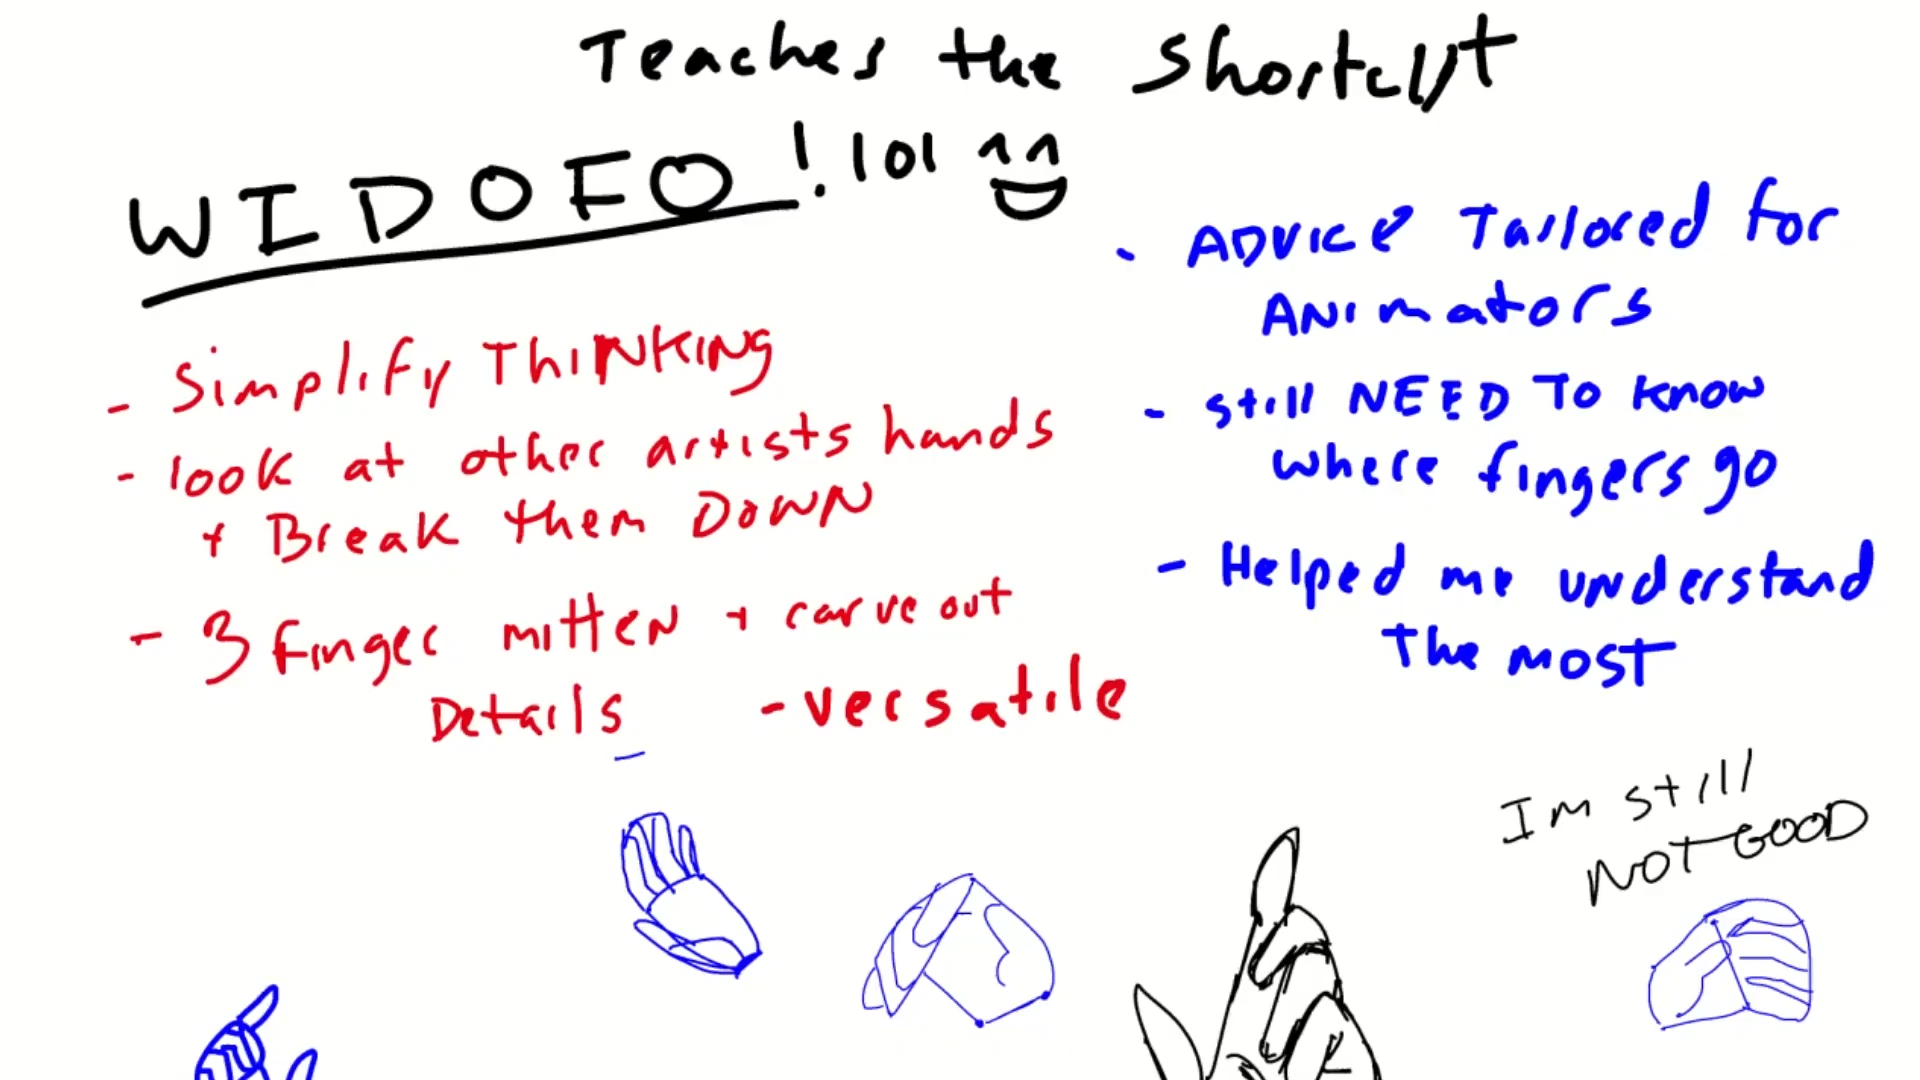 Teaches the Shortcut
WIDOFO! lol
- Simplify THINKING
- look at other artists hands
+ Break them DOWN
- 3 finger mitten + carve out
Details
- versatile
- ADVICE Tailored for
ANimators
- still NEED TO know
where fingers go
- Helped me understand
the most
Im still
NOT GOOD